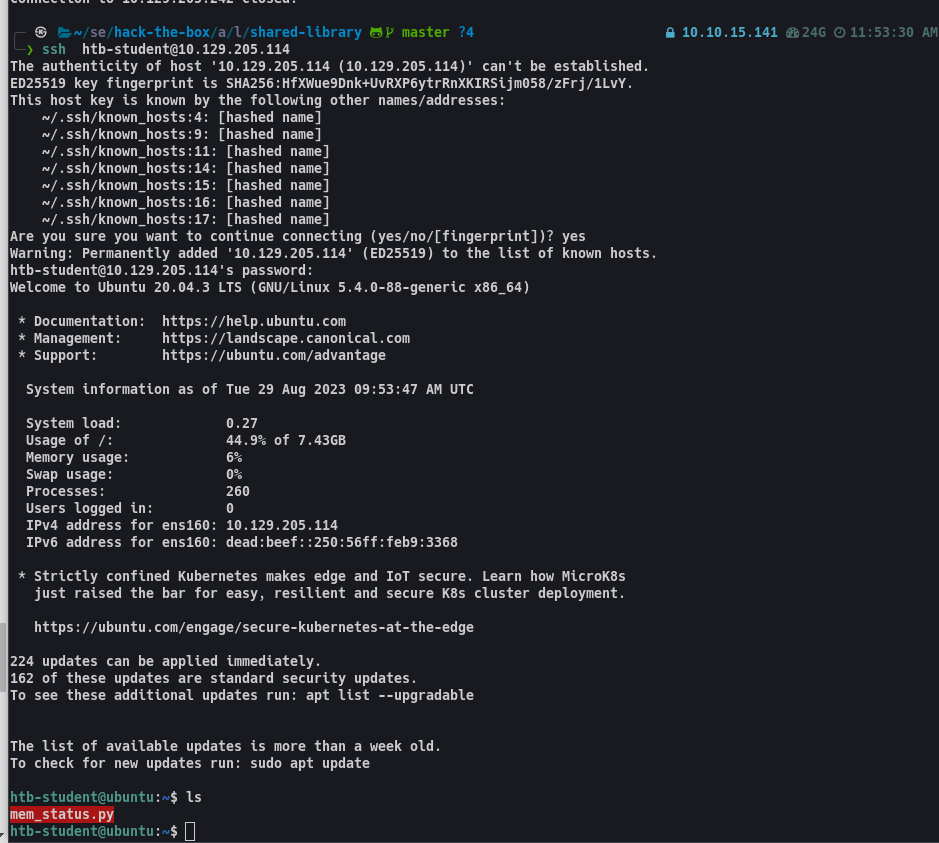 connection to 10.129.205.242 closed.
~/se/hack-the-box/a/l/shared-library master ?4 10.10.15.141 24G 11:53:30 AM
❯ ssh  htb-student@10.129.205.114
The authenticity of host '10.129.205.114 (10.129.205.114)' can't be established.
ED25519 key fingerprint is SHA256:HfXWue9Dnk+UvRXP6ytrRnXKIRSijm058/zFrj/1LvY.
This host key is known by the following other names/addresses:
    ~/.ssh/known_hosts:4: [hashed name]
    ~/.ssh/known_hosts:9: [hashed name]
    ~/.ssh/known_hosts:11: [hashed name]
    ~/.ssh/known_hosts:14: [hashed name]
    ~/.ssh/known_hosts:15: [hashed name]
    ~/.ssh/known_hosts:16: [hashed name]
    ~/.ssh/known_hosts:17: [hashed name]
Are you sure you want to continue connecting (yes/no/[fingerprint])? yes
Warning: Permanently added '10.129.205.114' (ED25519) to the list of known hosts.
htb-student@10.129.205.114's password:
Welcome to Ubuntu 20.04.3 LTS (GNU/Linux 5.4.0-88-generic x86_64)
 * Documentation:  https://help.ubuntu.com
 * Management:     https://landscape.canonical.com
 * Support:        https://ubuntu.com/advantage
  System information as of Tue 29 Aug 2023 09:53:47 AM UTC
  System load:             0.27
  Usage of /:              44.9% of 7.43GB
  Memory usage:            6%
  Swap usage:              0%
  Processes:               260
  Users logged in:         0
  IPv4 address for ens160: 10.129.205.114
  IPv6 address for ens160: dead:beef::250:56ff:feb9:3368
 * Strictly confined Kubernetes makes edge and IoT secure. Learn how MicroK8s
   just raised the bar for easy, resilient and secure K8s cluster deployment.
   https://ubuntu.com/engage/secure-kubernetes-at-the-edge
224 updates can be applied immediately.
162 of these updates are standard security updates.
To see these additional updates run: apt list --upgradable
The list of available updates is more than a week old.
To check for new updates run: sudo apt update
htb-student@ubuntu:~$ ls
mem_status.py
htb-student@ubuntu:~$